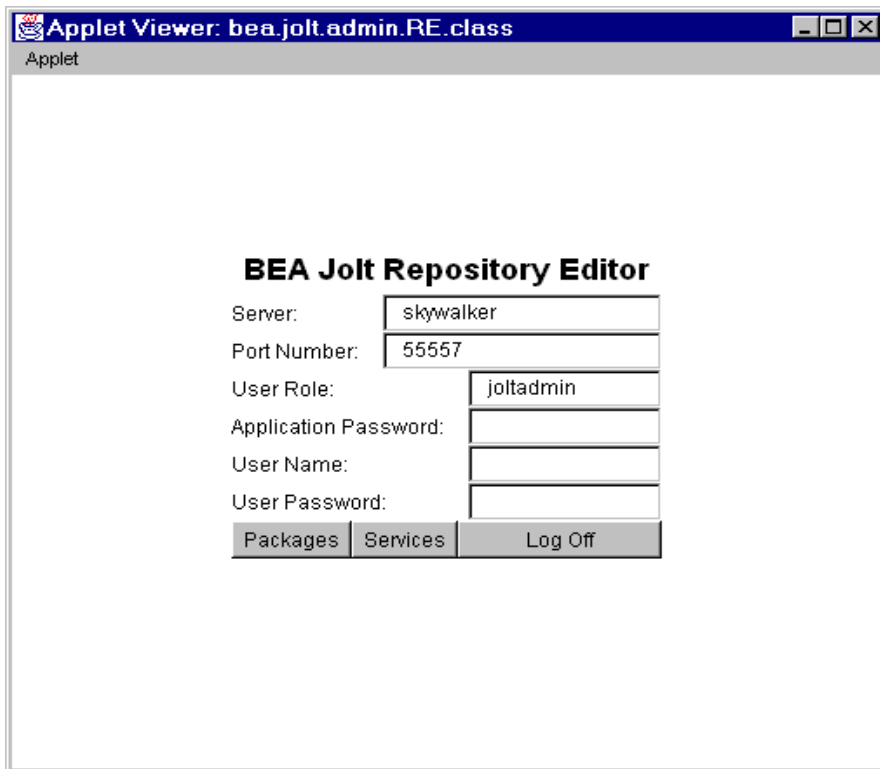 Applet Viewer: bea.jolt.admin.RE.class
Applet
BEA Jolt Repository Editor
Server: skywalker
Port Number: 55557
User Role: joltadmin
Application Password:
User Name:
User Password:
Packages Services Log Off